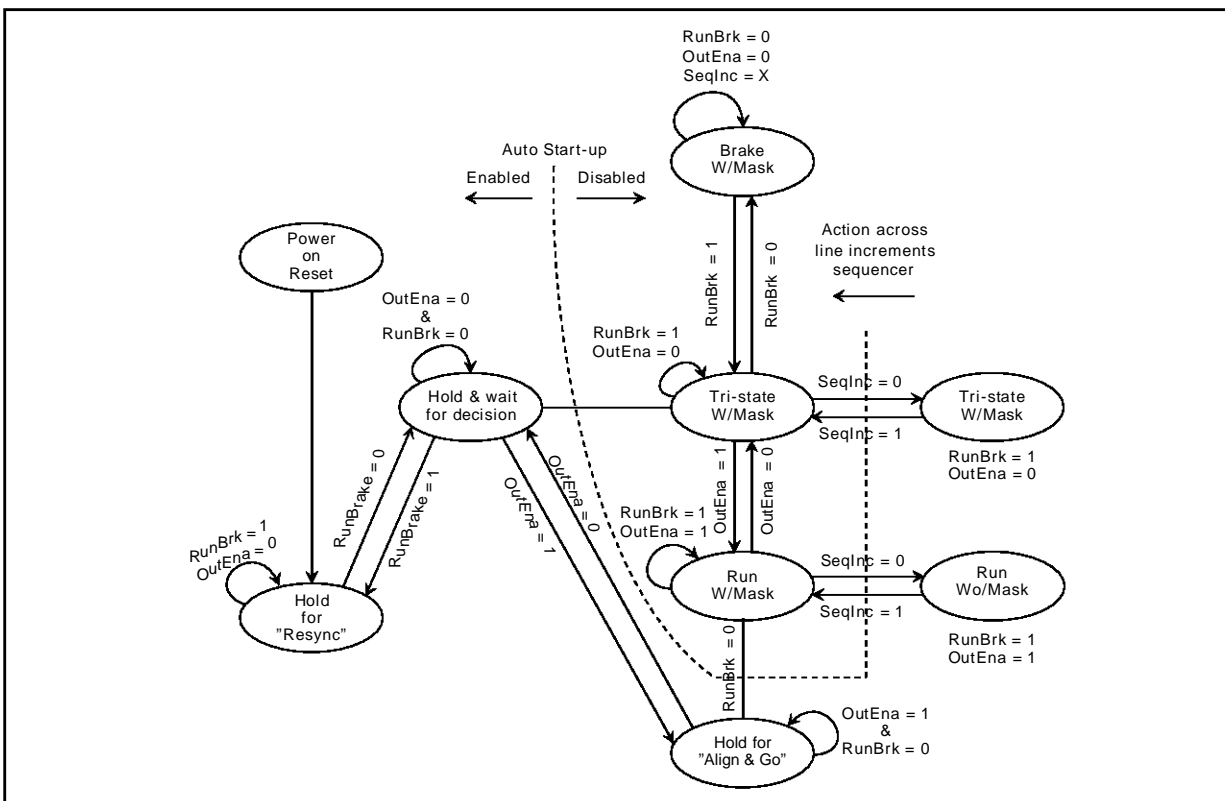 RunBrk = 0
OutEna = 0
SeqInc = X
Brake
W/Mask
Auto Start-up
Enabled
Disabled
RunBrk = 1
RunBrk = 0
Action across
line increments
sequencer
Power
on
Reset
OutEna = 0
&
RunBrk = 0
RunBrk = 1
OutEna = 0
Hold & wait
for decision
Tri-state
W/Mask
SeqInc = 0
SeqInc = 1
Tri-state
W/Mask
RunBrk = 1
OutEna = 0
RunBrake = 0
RunBrake = 1
OutEna = 1
OutEna = 0
OutEna = 1
OutEna = 0
RunBrk = 1
OutEna = 1
RunBrk = 1
OutEna = 0
Hold
for
”Resync”
Run
W/Mask
SeqInc = 0
SeqInc = 1
Run
Wo/Mask
RunBrk = 1
OutEna = 1
RunBrk = 0
Hold for
”Align & Go”
OutEna = 1
&
RunBrk = 0